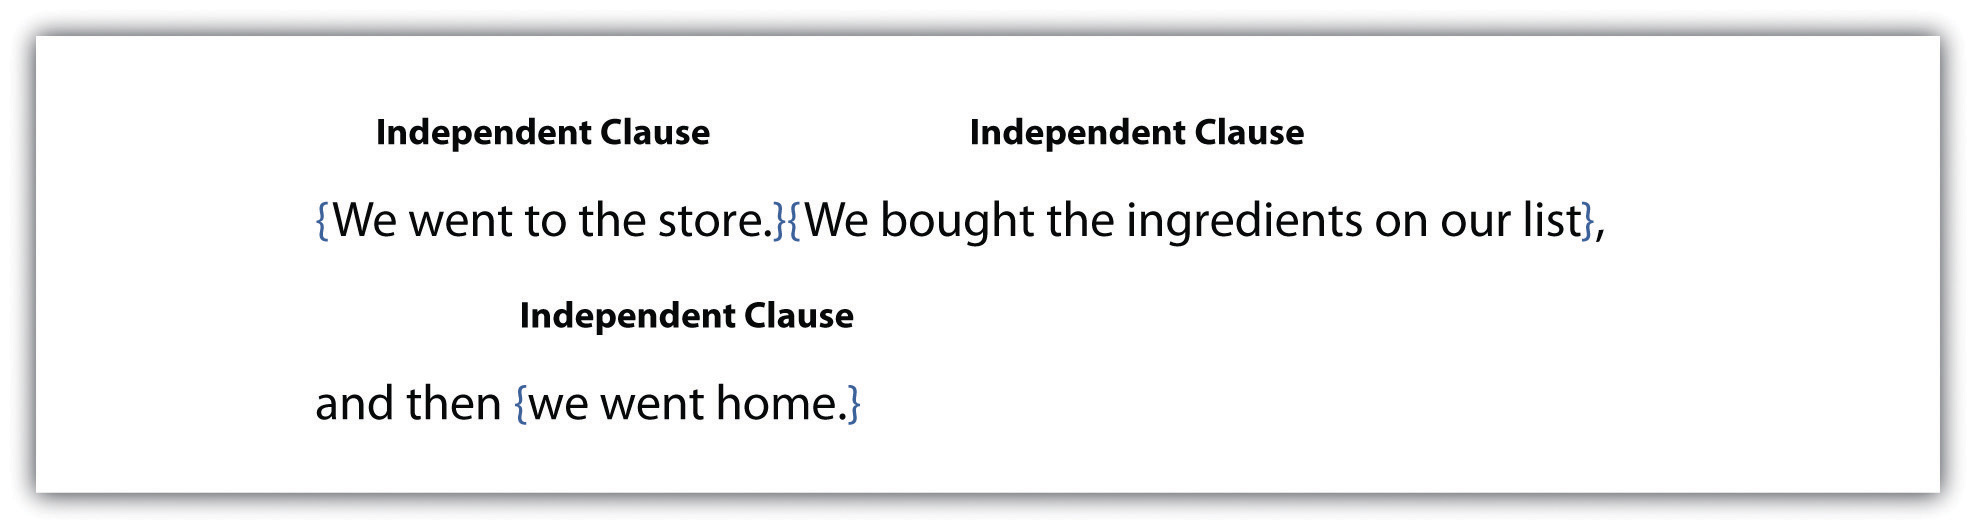 Independent Clause Independent Clause
{We went to the store.}{We bought the ingredients on our list},
Independent Clause
and then {we went home.}